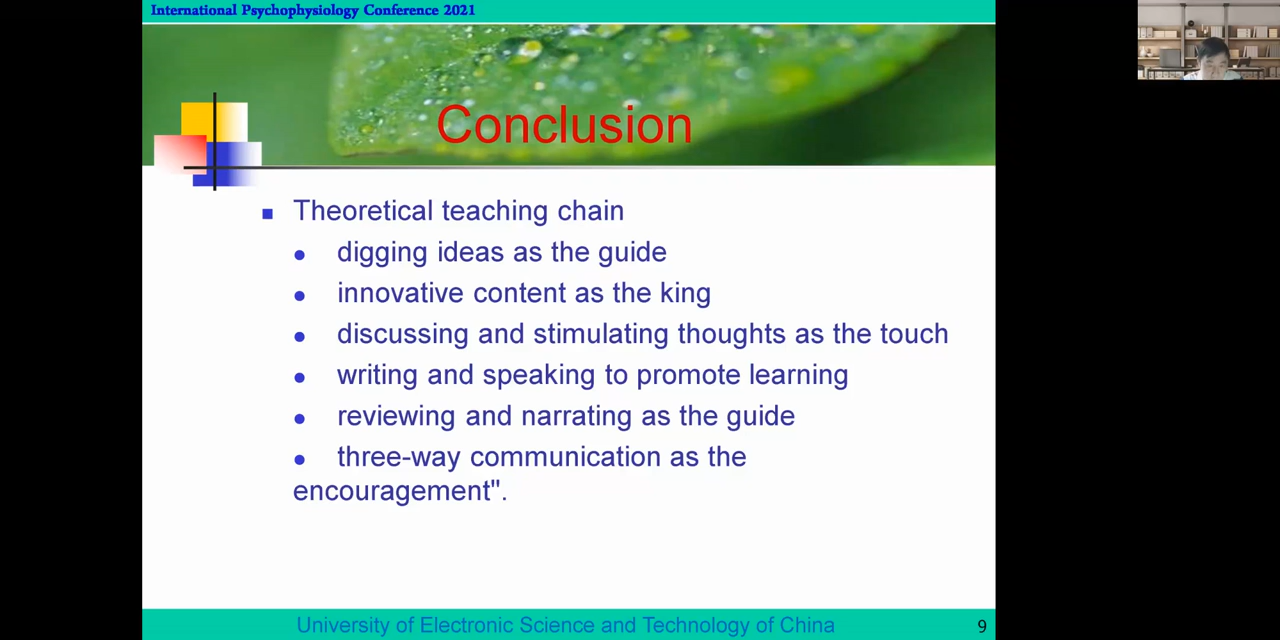 International Psychophysiology Conference 2021
Conclusion
Theoretical teaching chain
digging ideas as the guide
innovative content as the king
discussing and stimulating thoughts as the touch
writing and speaking to promote learning
reviewing and narrating as the guide
three-way communication as the
encouragement".
University of Electronic Science and Technology of China
9